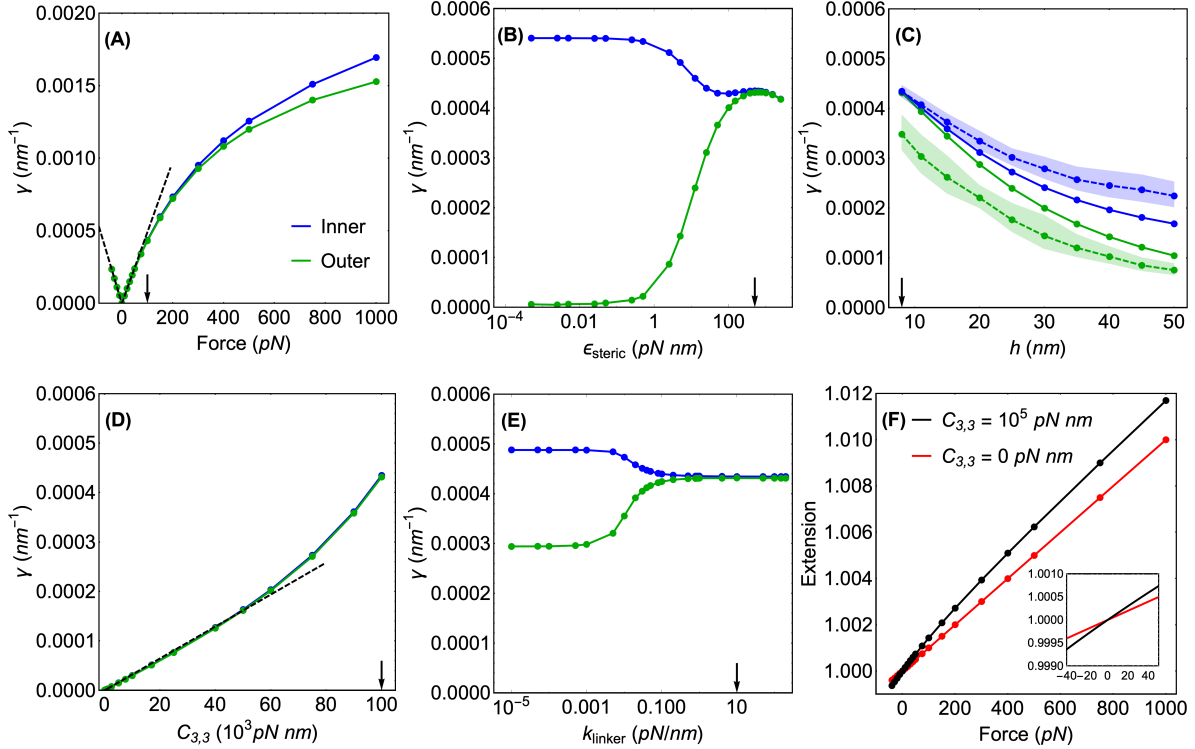 (A)
0.0020
0.0015
0.0010
0.0005
0.0000
γ (nm⁻¹)
Inner
Outer
0 200 400 600 800 1000
Force (pN)
(B)
0.0006
0.0005
0.0004
0.0003
0.0002
0.0001
0.0000
γ (nm⁻¹)
10⁻⁴ 0.01 1 100
ϵsteric (pN nm)
(C)
0.0006
0.0005
0.0004
0.0003
0.0002
0.0001
0.0000
γ (nm⁻¹)
10 20 30 40 50
h (nm)
(D)
0.0006
0.0005
0.0004
0.0003
0.0002
0.0001
0.0000
γ (nm⁻¹)
0 20 40 60 80 100
C3,3 (10³pN nm)
(E)
0.0006
0.0005
0.0004
0.0003
0.0002
0.0001
0.0000
γ (nm⁻¹)
10⁻⁵ 0.001 0.100 10
klinker (pN/nm)
(F)
C3,3 = 10⁵ pN nm
C3,3 = 0 pN nm
1.012
1.010
1.008
1.006
1.004
1.002
1.000
Extension
1.0010
1.0005
1.0000
0.9995
0.9990
−40 −20 0 20 40
0 200 400 600 800 1000
Force (pN)